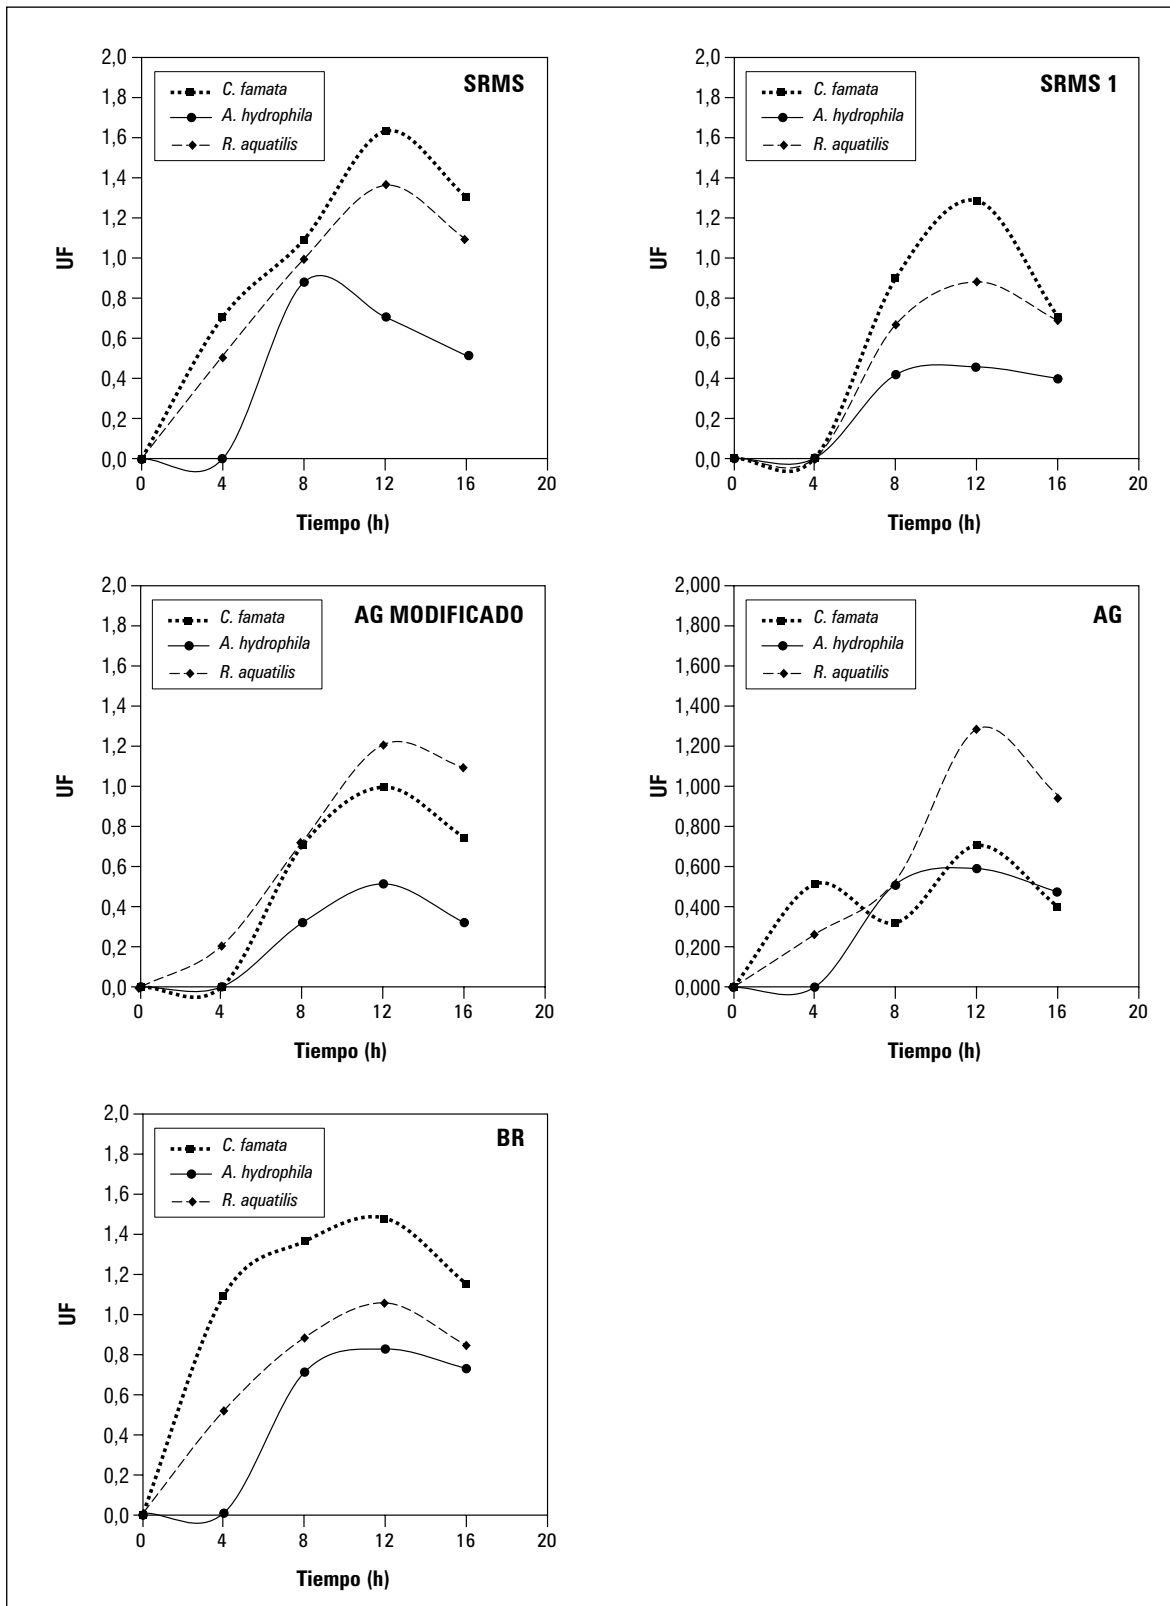 SRMS
C. famata
A. hydrophila
R. aquatilis
2,0
1,8
1,6
1,4
1,2
1,0
0,8
0,6
0,4
0,2
0,0
UF
0 4 8 12 16 20
Tiempo (h)
SRMS 1
C. famata
A. hydrophila
R. aquatilis
2,0
1,8
1,6
1,4
1,2
1,0
0,8
0,6
0,4
0,2
0,0
UF
0 4 8 12 16 20
Tiempo (h)
AG MODIFICADO
C. famata
A. hydrophila
R. aquatilis
2,0
1,8
1,6
1,4
1,2
1,0
0,8
0,6
0,4
0,2
0,0
UF
0 4 8 12 16 20
Tiempo (h)
AG
C. famata
A. hydrophila
R. aquatilis
2,000
1,800
1,600
1,400
1,200
1,000
0,800
0,600
0,400
0,200
0,000
UF
0 4 8 12 16 20
Tiempo (h)
BR
C. famata
A. hydrophila
R. aquatilis
2,0
1,8
1,6
1,4
1,2
1,0
0,8
0,6
0,4
0,2
0,0
UF
0 4 8 12 16 20
Tiempo (h)